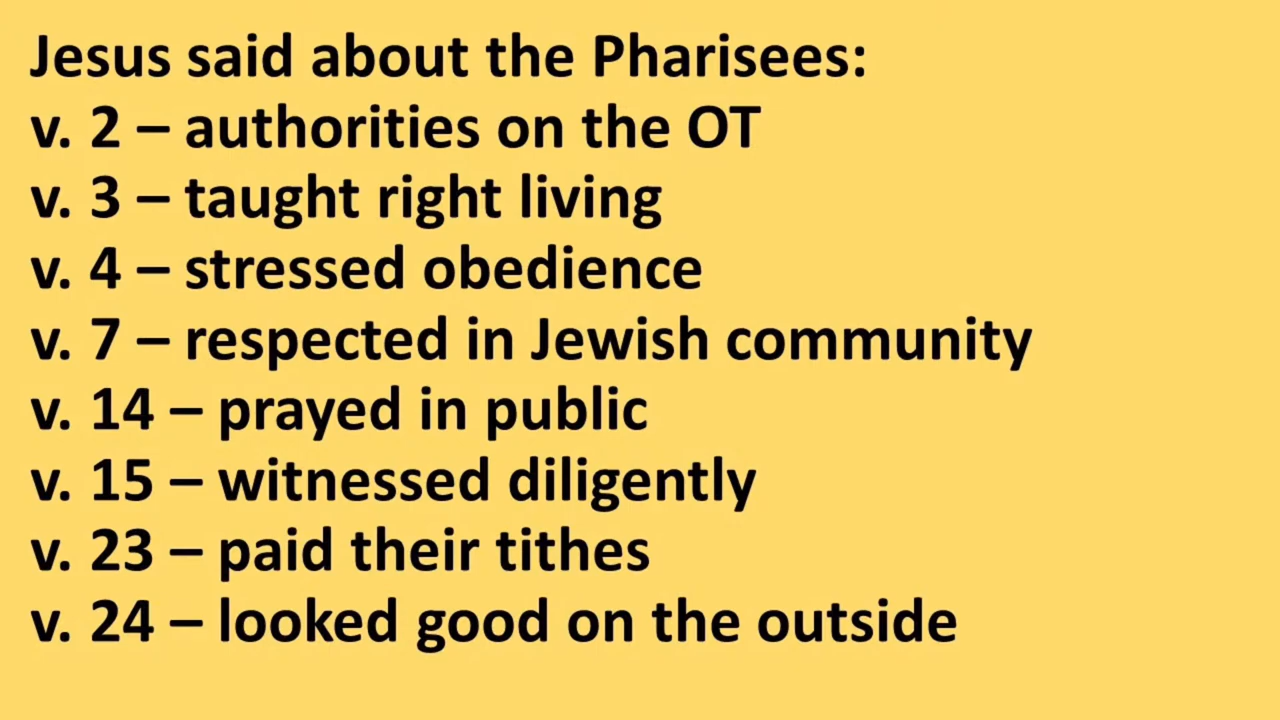 Jesus said about the Pharisees:
v. 2 – authorities on the OT
v. 3 – taught right living
v. 4 – stressed obedience
v. 7 – respected in Jewish community
v. 14 – prayed in public
v. 15 – witnessed diligently
v. 23 – paid their tithes
v. 24 – looked good on the outside